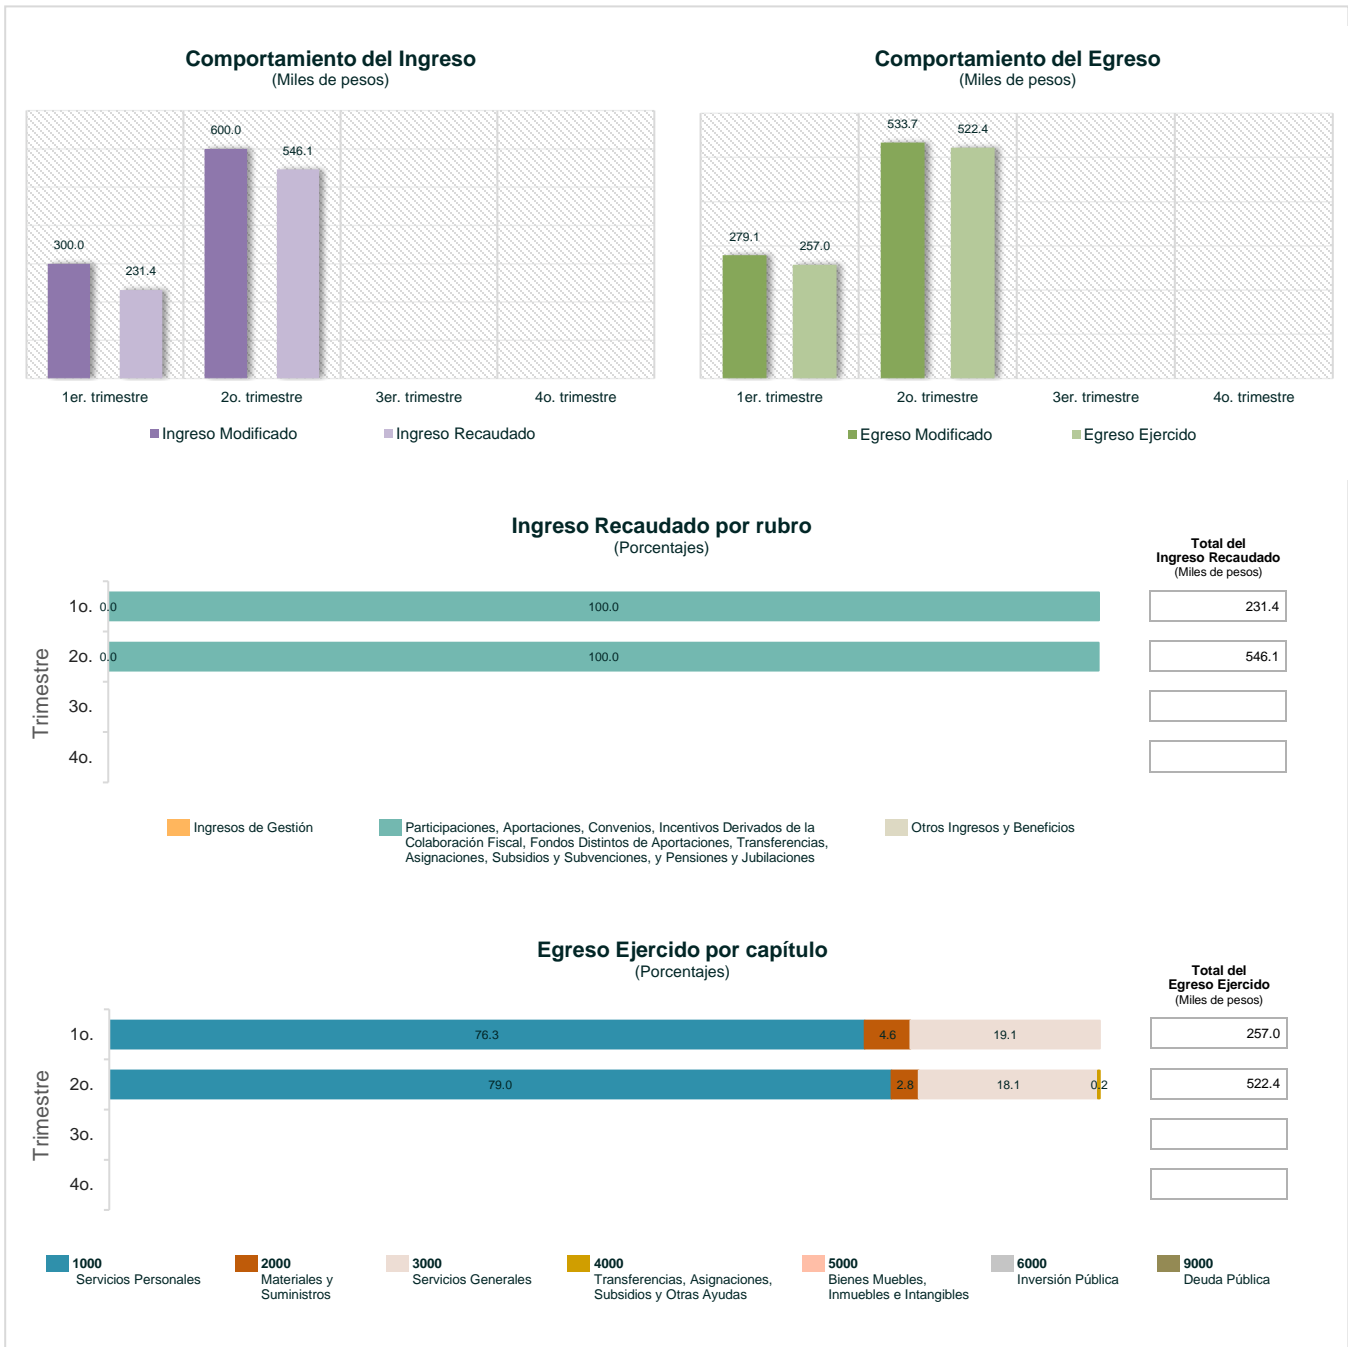 Comportamiento del Ingreso
(Miles de pesos)
600.0
546.1
300.0
231.4
1er. trimestre
2o. trimestre
3er. trimestre
4o. trimestre
Ingreso Modificado
Ingreso Recaudado
Comportamiento del Egreso
(Miles de pesos)
533.7
522.4
279.1
257.0
1er. trimestre
2o. trimestre
3er. trimestre
4o. trimestre
Egreso Modificado
Egreso Ejercido
Ingreso Recaudado por rubro
(Porcentajes)
Total del
Ingreso Recaudado
(Miles de pesos)
Trimestre
1o.
0.0
100.0
231.4
2o.
0.0
100.0
546.1
3o.
4o.
Ingresos de Gestión
Participaciones, Aportaciones, Convenios, Incentivos Derivados de la
Colaboración Fiscal, Fondos Distintos de Aportaciones, Transferencias,
Asignaciones, Subsidios y Subvenciones, y Pensiones y Jubilaciones
Otros Ingresos y Beneficios
Egreso Ejercido por capítulo
(Porcentajes)
Total del
Egreso Ejercido
(Miles de pesos)
Trimestre
1o.
76.3
4.6
19.1
257.0
2o.
79.0
2.8
18.1
0.2
522.4
3o.
4o.
1000
Servicios Personales
2000
Materiales y
Suministros
3000
Servicios Generales
4000
Transferencias, Asignaciones,
Subsidios y Otras Ayudas
5000
Bienes Muebles,
Inmuebles e Intangibles
6000
Inversión Pública
9000
Deuda Pública